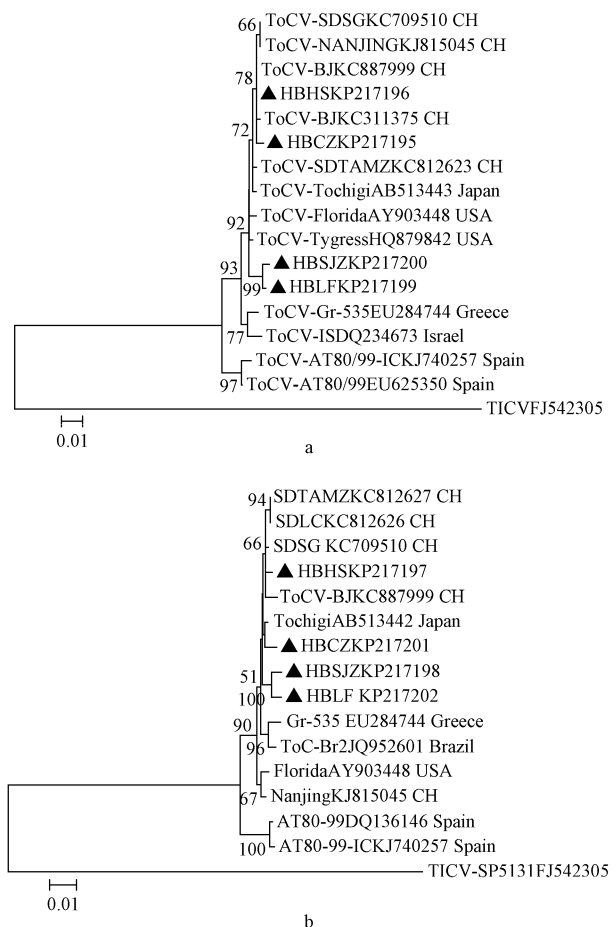 66
ToCV-SDSGKC709510 CH
ToCV-NANJINGKJ815045 CH
78
ToCV-BJKC887999 CH
▲ HBHSKP217196
ToCV-BJKC311375 CH
72
▲ HBCZKP217195
ToCV-SDTAMZKC812623 CH
ToCV-TochigiAB513443 Japan
92
ToCV-FloridaAY903448 USA
ToCV-TygressHQ879842 USA
93
▲ HBSJZKP217200
99
▲ HBLFKP217199
ToCV-Gr-535EU284744 Greece
77
ToCV-ISDQ234673 Israel
ToCV-AT80/99-ICKJ740257 Spain
97
ToCV-AT80/99EU625350 Spain
TICVFJ542305
0.01
a
94
SDTAMZKC812627 CH
SDLCKC812626 CH
66
SDSG KC709510 CH
▲ HBHSKP217197
ToCV-BJKC887999 CH
TochigiAB513442 Japan
▲ HBCZKP217201
51
▲ HBSJZKP217198
100
▲ HBLF KP217202
90
Gr-535 EU284744 Greece
96
ToC-Br2JQ952601 Brazil
FloridaAY903448 USA
67
NanjingKJ815045 CH
AT80-99DQ136146 Spain
100
AT80-99-ICKJ740257 Spain
TICV-SP5131FJ542305
0.01
b